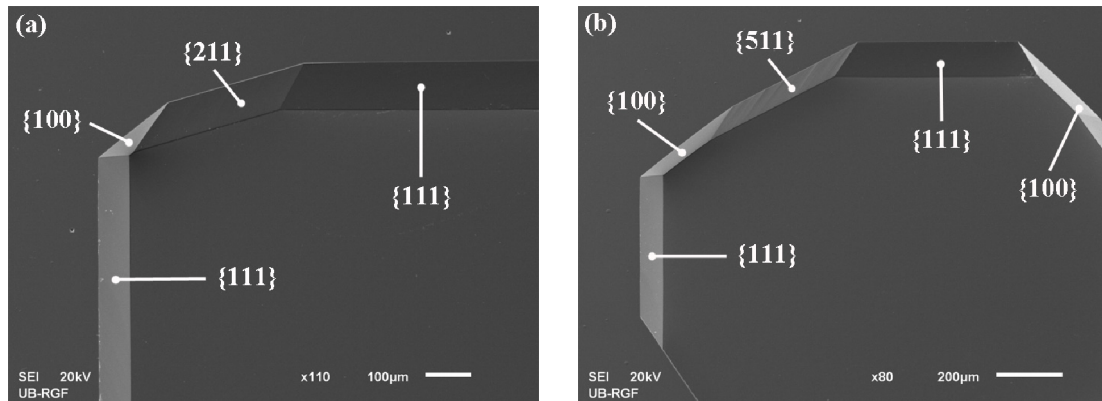 (a)
{211}
{100}
{111}
{111}
SEI 20kV x110 100μm
UB-RGF
(b)
{511}
{100}
{111}
{100}
{111}
SEI 20kV x80 200μm
UB-RGF